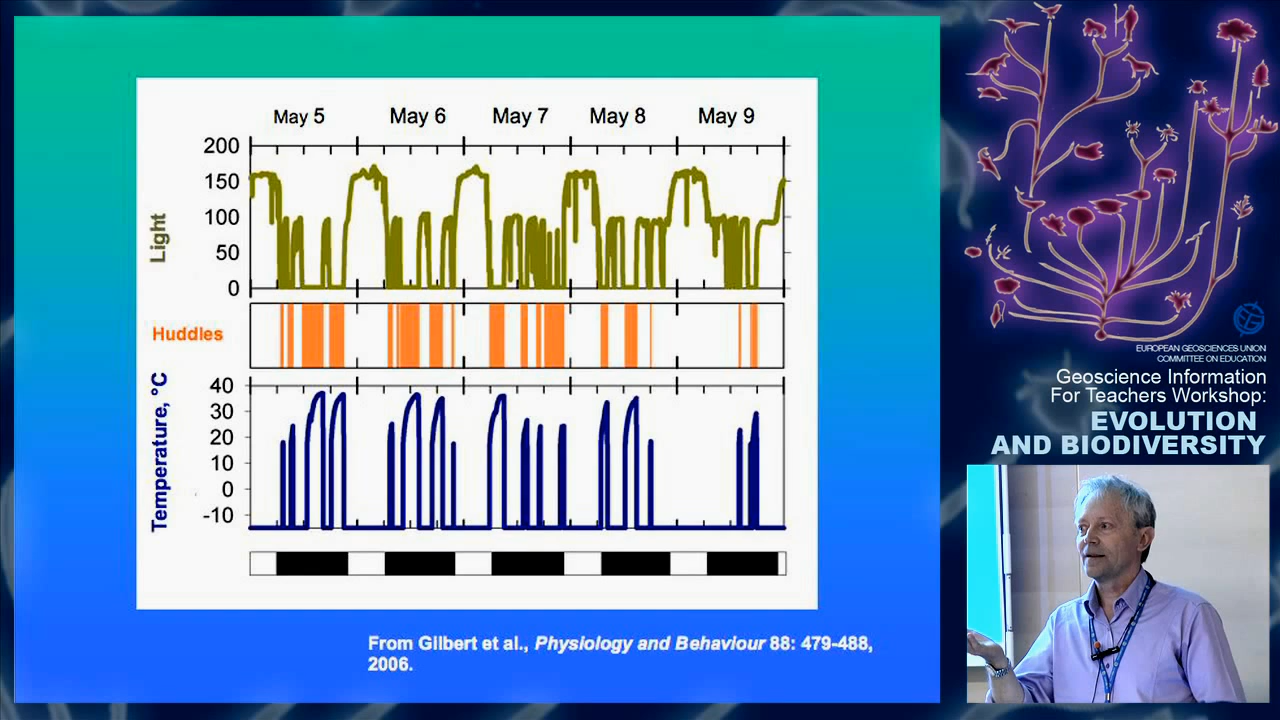 May 5 May 6 May 7 May 8 May 9
200
150
100
50
0
Light
Huddles
40
30
20
10
0
-10
Temperature, °C
From Gilbert et al., Physiology and Behaviour 88: 479-488,
2006.
EUROPEAN GEOSCIENCES UNION
COMMITTEE ON EDUCATION
Geoscience Information
For Teachers Workshop:
EVOLUTION
AND BIODIVERSITY